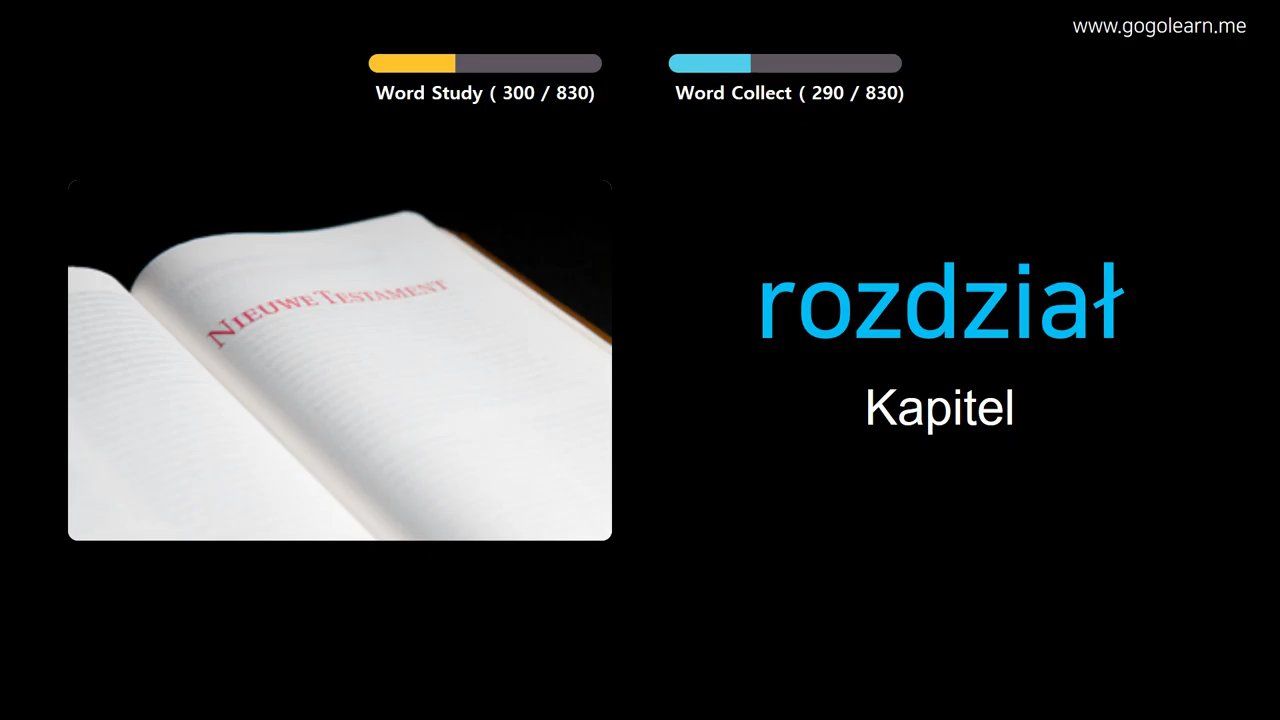 www.gogolearn.me
Word Study ( 300 / 830)
Word Collect ( 290 / 830)
NIEUWE TESTAMENT
rozdział
Kapitel